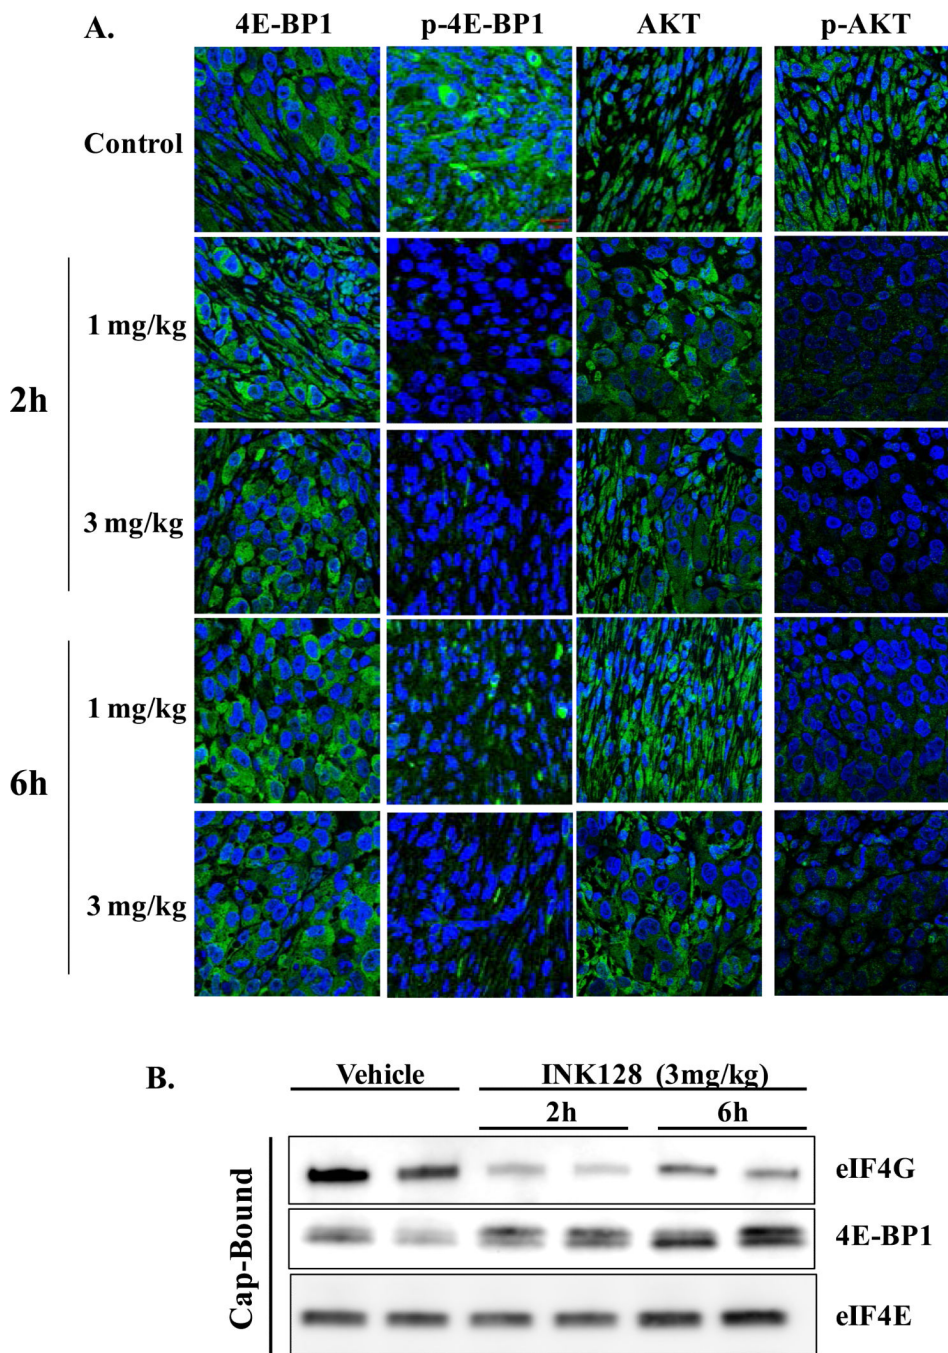 A.
4E-BP1 p-4E-BP1 AKT p-AKT
Control
2h
1 mg/kg
3 mg/kg
6h
1 mg/kg
3 mg/kg
B.
Vehicle INK128 (3mg/kg)
2h 6h
Cap-Bound
eIF4G
4E-BP1
eIF4E